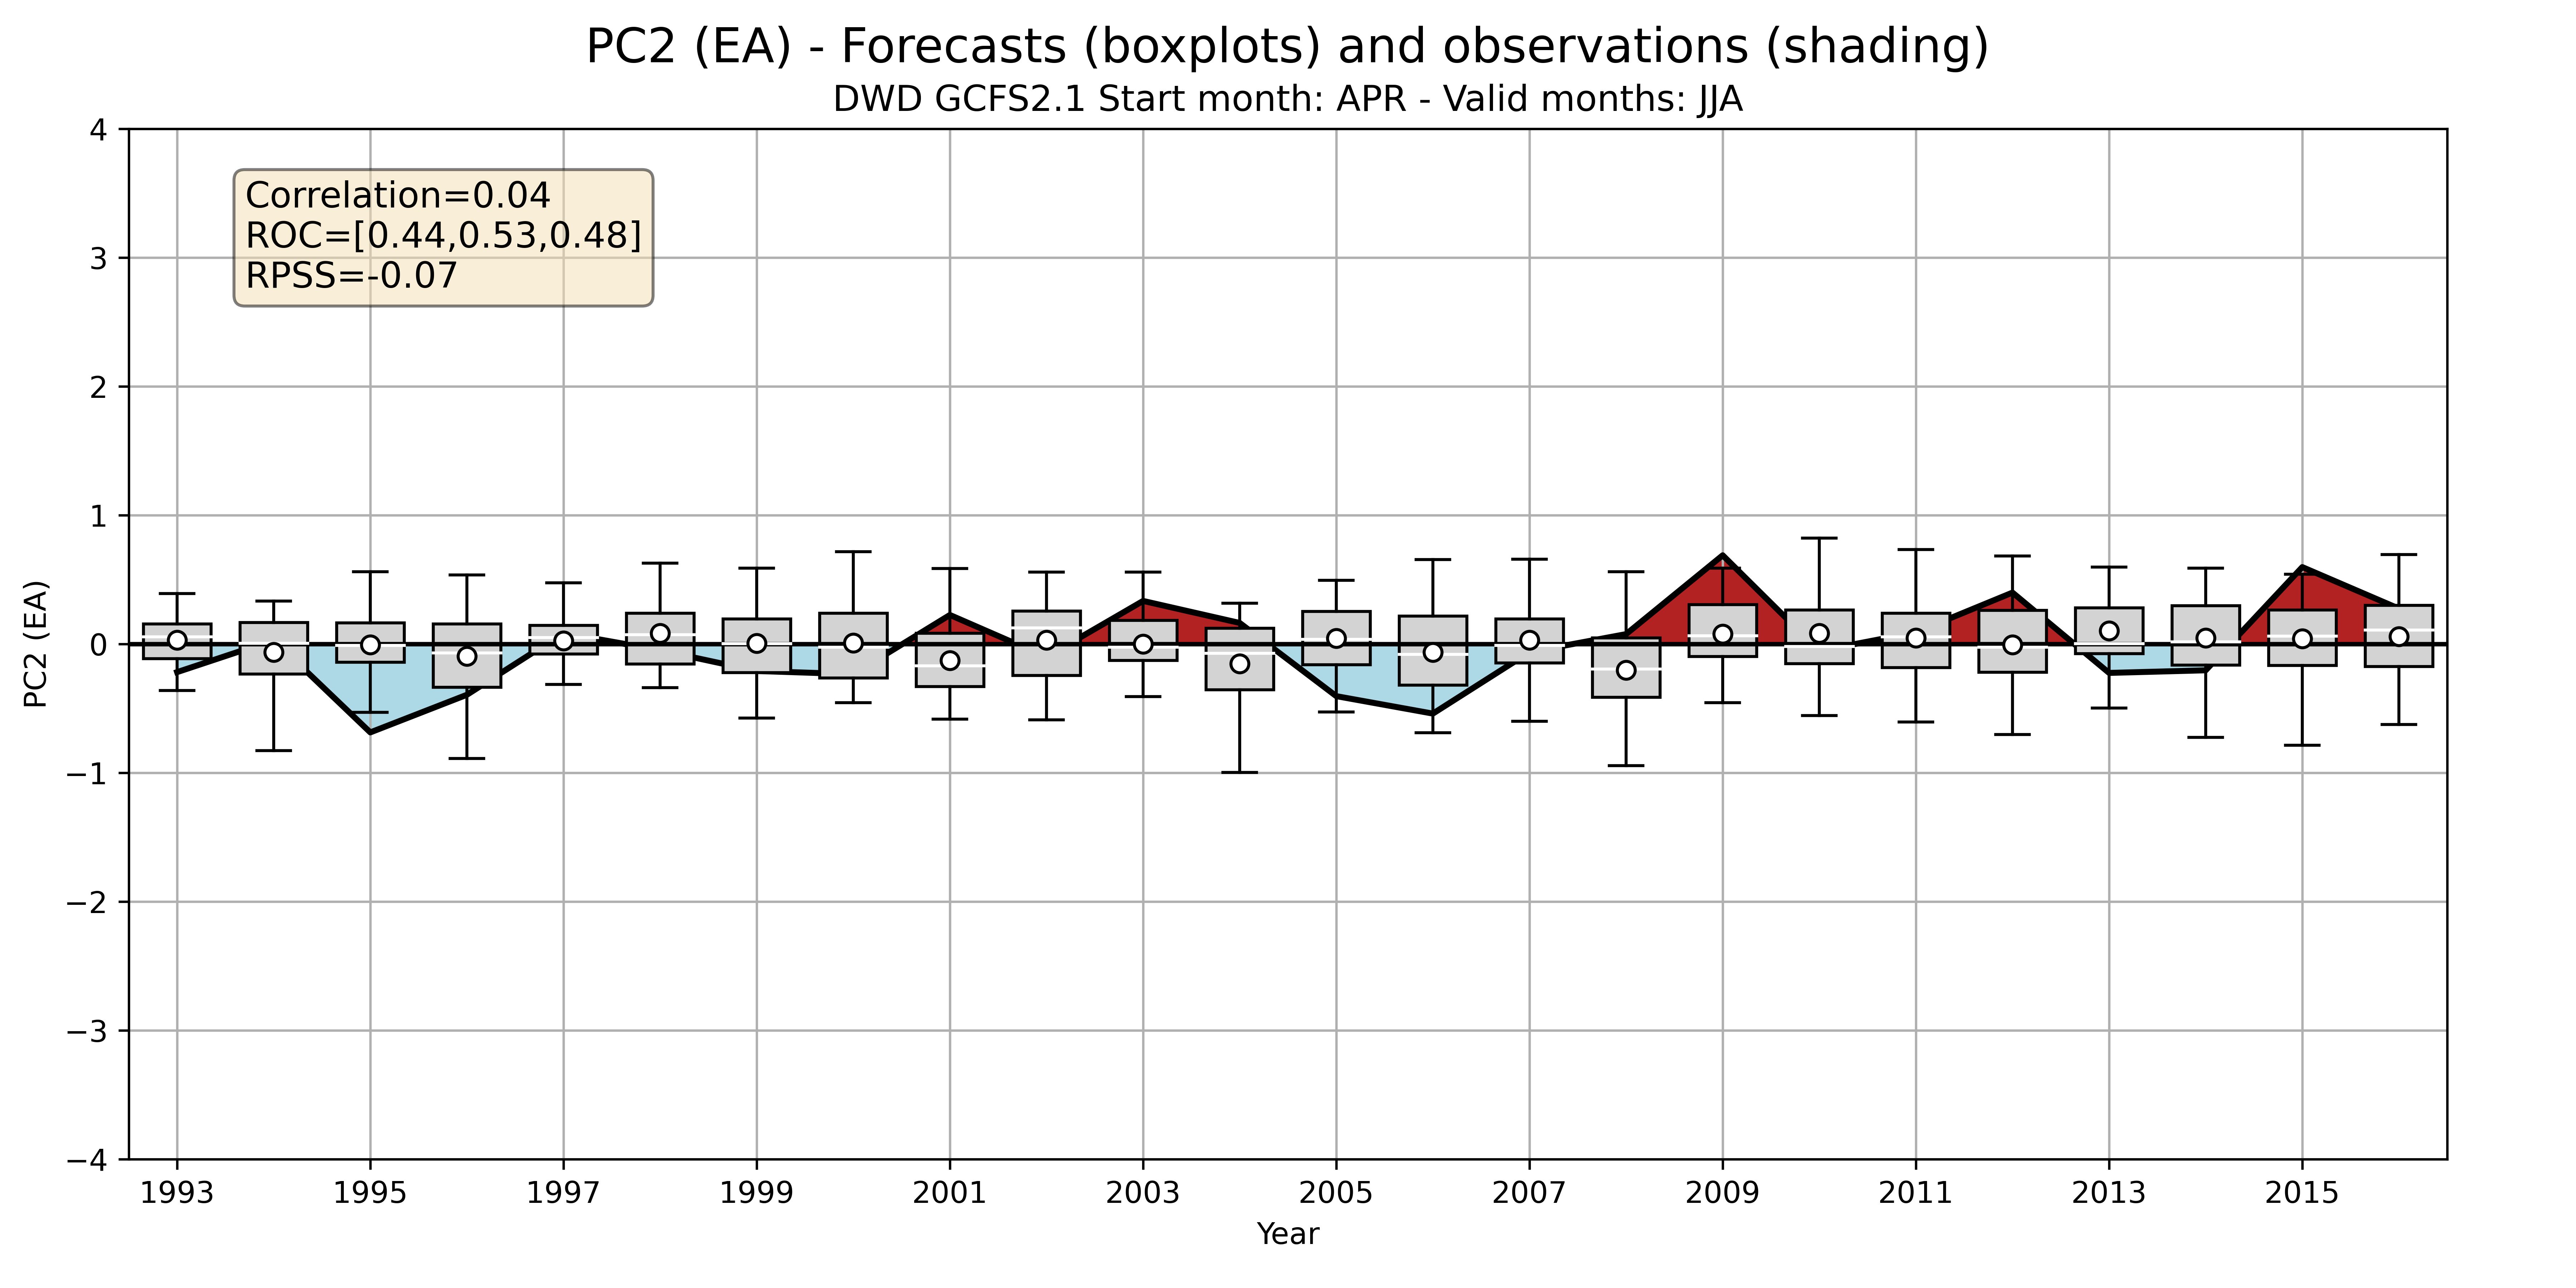 PC2 (EA) - Forecasts (boxplots) and observations (shading)
DWD GCFS2.1 Start month: APR - Valid months: JJA
Correlation=0.04
ROC=[0.44,0.53,0.48]
RPSS=-0.07
PC2 (EA)
4
3
2
1
0
−1
−2
−3
−4
1993 1995 1997 1999 2001 2003 2005 2007 2009 2011 2013 2015
Year